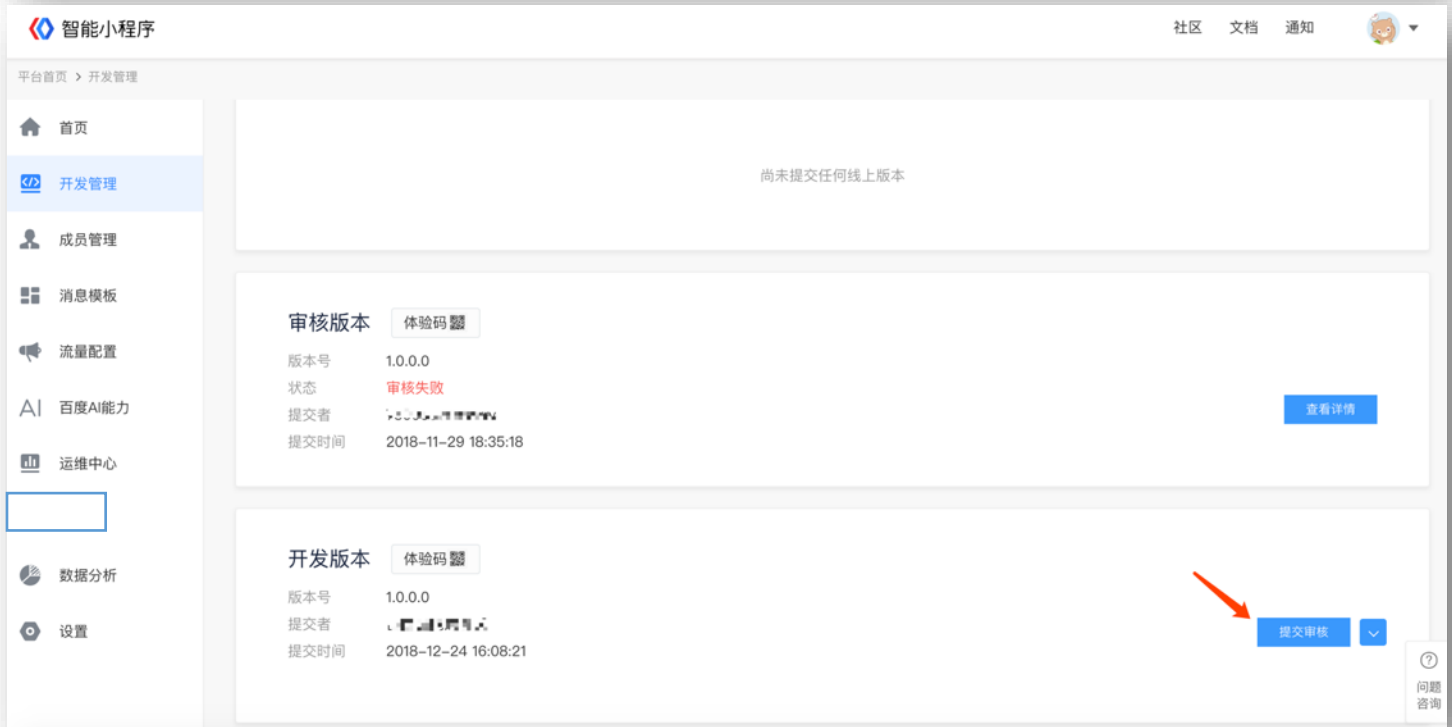 智能小程序
社区 文档 通知
平台首页 > 开发管理
首页
开发管理
成员管理
消息模板
流量配置
AI 百度AI能力
运维中心
数据分析
设置
尚未提交任何线上版本
审核版本 体验码
版本号 1.0.0.0
状态 审核失败
提交者
提交时间 2018-11-29 18:35:18
查看详情
开发版本 体验码
版本号 1.0.0.0
提交者
提交时间 2018-12-24 16:08:21
提交审核
问题
咨询